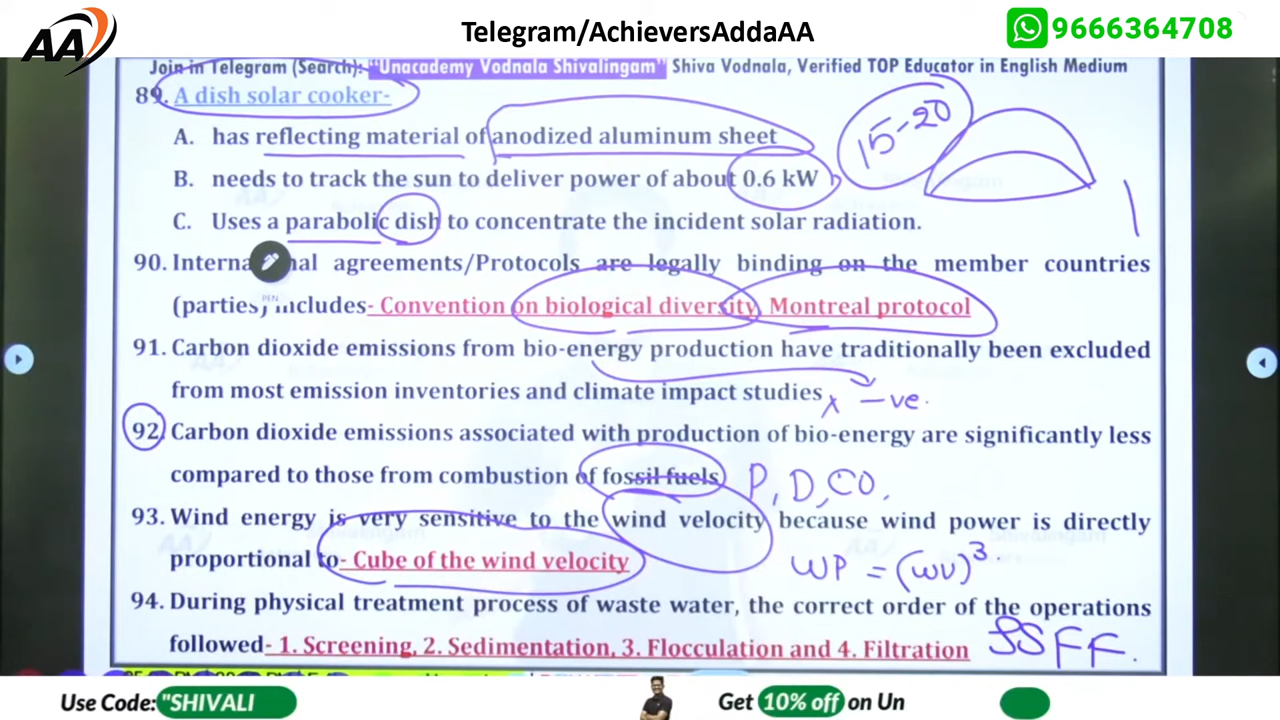 AA
Telegram/AchieversAddaAA
9666364708
Join in Telegram (Search): "Unacademy Vodnala Shivalingam" Shiva Vodnala, Verified TOP Educator in English Medium
89. A dish solar cooker-
A. has reflecting material of anodized aluminum sheet
15-20
B. needs to track the sun to deliver power of about 0.6 kW
C. Uses a parabolic dish to concentrate the incident solar radiation.
90. Interna nal agreements/Protocols are legally binding on the member countries
PEN
(parties) includes- Convention on biological diversity, Montreal protocol
91. Carbon dioxide emissions from bio-energy production have traditionally been excluded
from most emission inventories and climate impact studies x -ve.
92. Carbon dioxide emissions associated with production of bio-energy are significantly less
compared to those from combustion of fossil fuels P, D, CO.
93. Wind energy is very sensitive to the wind velocity because wind power is directly
proportional to- Cube of the wind velocity WP = (WV)3.
94. During physical treatment process of waste water, the correct order of the operations
followed- 1. Screening, 2. Sedimentation, 3. Flocculation and 4. Filtration SSFF.
Use Code: "SHIVALI
Get 10% off on Un